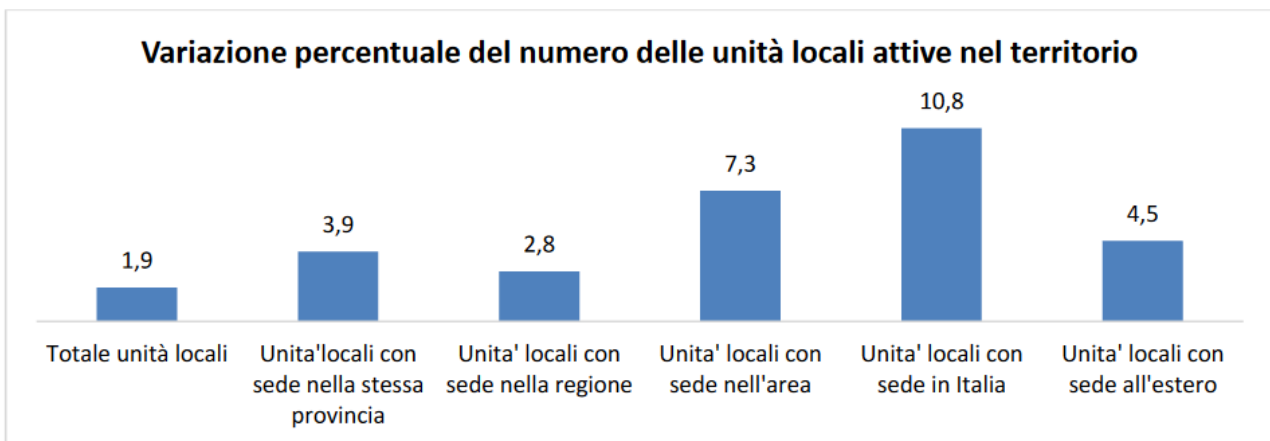 Variazione percentuale del numero delle unità locali attive nel territorio
1,9
3,9
2,8
7,3
10,8
4,5
Totale unità locali
Unita'locali con
sede nella stessa
provincia
Unita' locali con
sede nella regione
Unita' locali con
sede nell'area
Unita' locali con
sede in Italia
Unita' locali con
sede all'estero